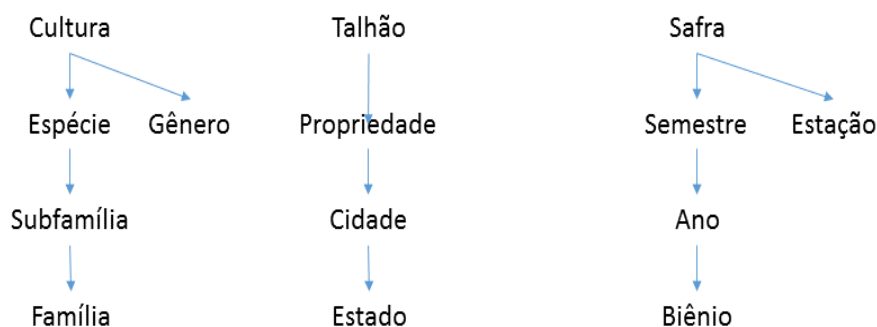 Cultura Talhão Safra
Espécie Gênero Propriedade Semestre Estação
Subfamília Cidade Ano
Família Estado Biênio